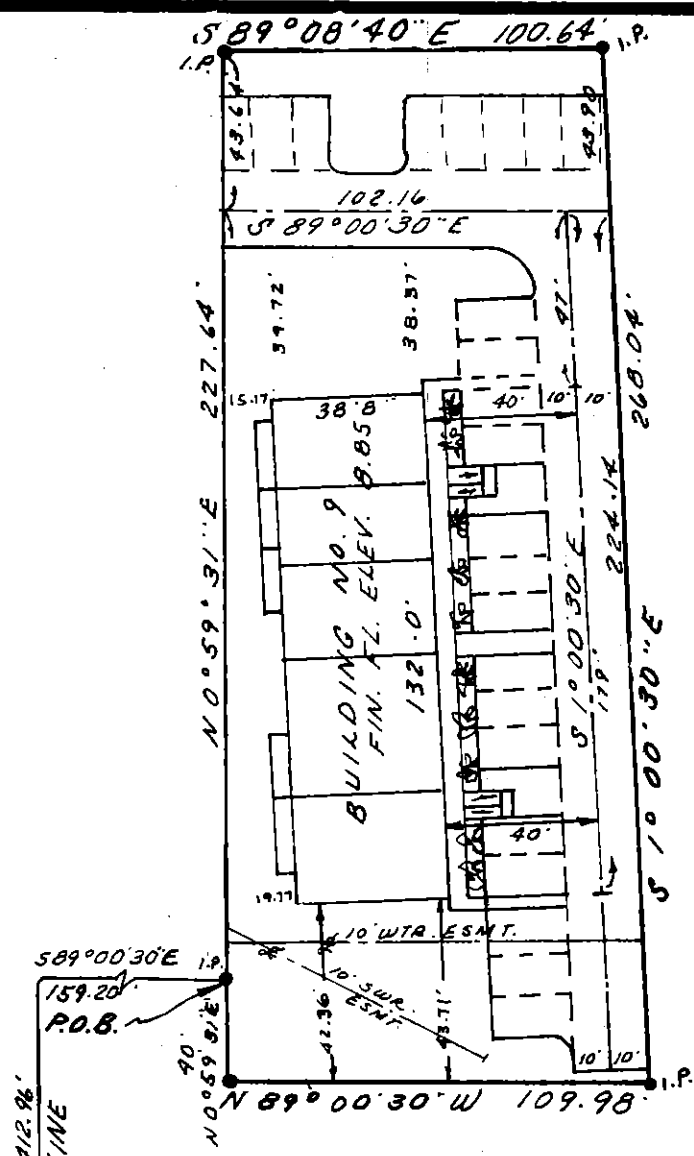 S 89°08'40" E 100.64'
I.P.
I.P.
43.64
43.90
102.16
S 89°00'30" E
39.72'
38.37'
47'
227.64'
268.04'
15.17'
38'8"
40'
10'
10'
N 0°59'31" E
BUILDING NO. 9
FIN. FL. ELEV. 8.85
132'.0"
S 1°00'30" E
179'
224.14
S 1°00'30" E
40'
19.77
10' WTR. ESMT.
S89°00'30"E
159.20'
I.P.
P.O.B.
10' SWR.
ESMT.
42.36
43.71'
40'
N 0°59'31"E
10'
10'
I.P.
N 89°00'30" W 109.98'
412.96'
INE